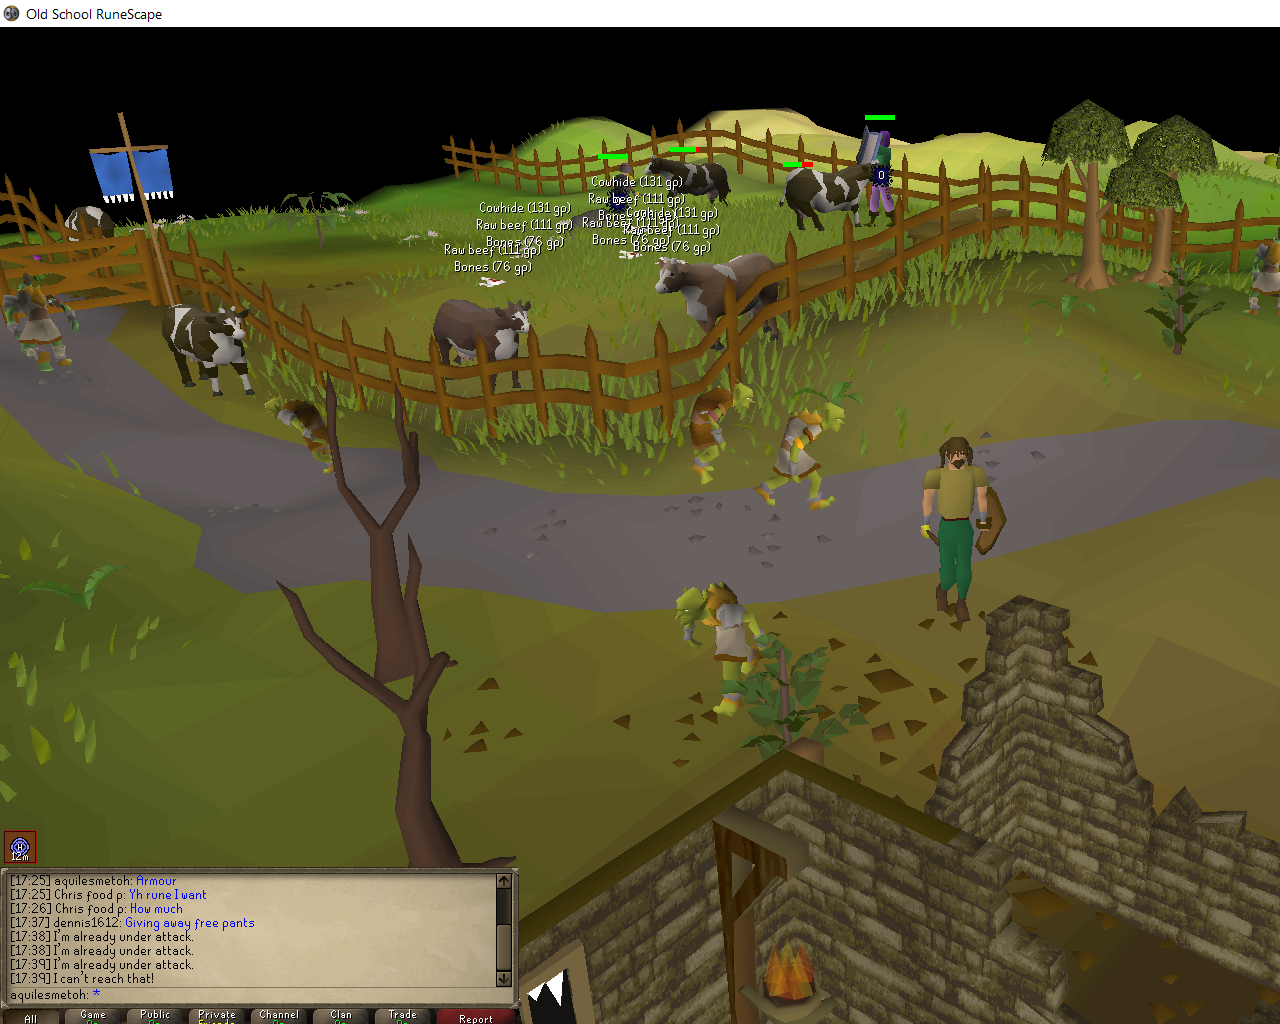 Old School RuneScape
0
Cowhide (131 gp)
Raw beef (111 gp)
Cowhide (131 gp)
Raw beef (111 gp)
Bones (76 gp)
Raw beef (111 gp)
Bones (76 gp)
(131 gp)
Raw beef (111 gp)
Bones (76 gp)
Bones (76 gp)
12m
[17:25] aquilesmetoh: Armour
[17:25] Chris food p: Yh rune I want
[17:26] Chris food p: How much
[17:37] dennis1612: Giving away free pants
[17:38] I'm already under attack.
[17:38] I'm already under attack.
[17:39] I'm already under attack.
[17:39] I can't reach that!
aquilesmetoh: *
All
Game
Public
Private
Channel
Clan
Trade
Report